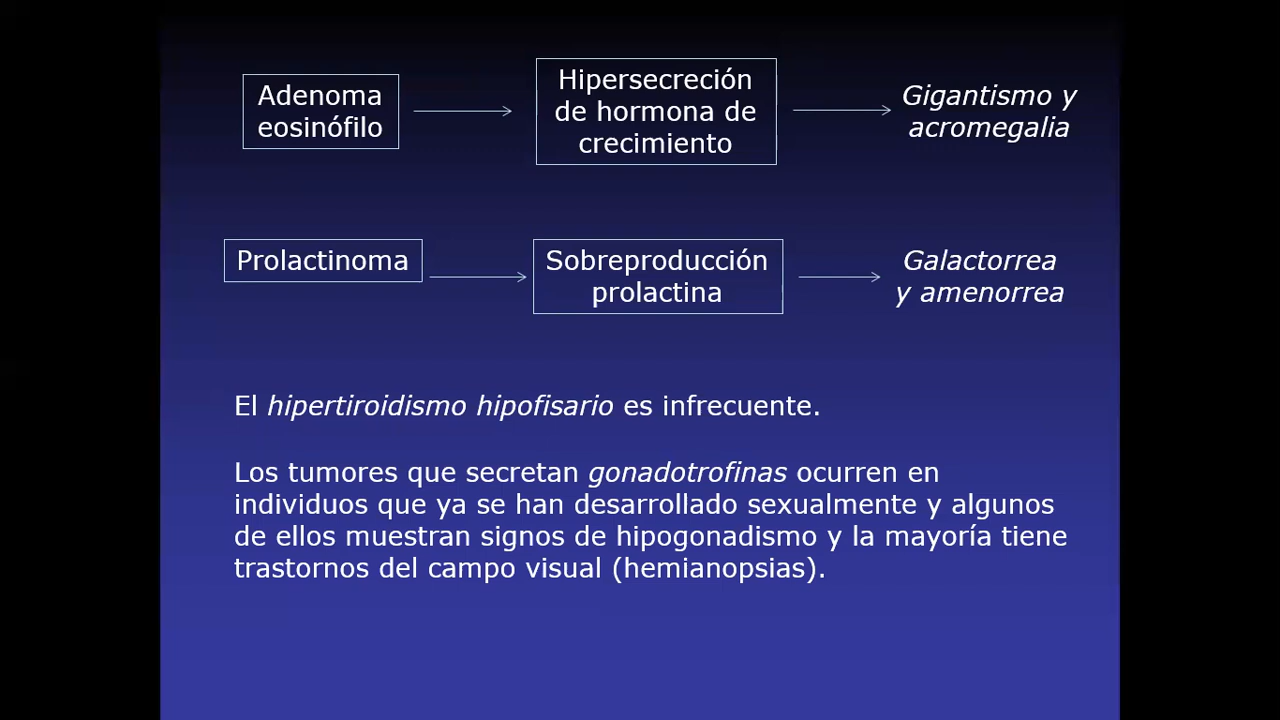 Adenoma
eosinófilo
Hipersecreción
de hormona de
crecimiento
Gigantismo y
acromegalia
Prolactinoma
Sobreproducción
prolactina
Galactorrea
y amenorrea
El hipertiroidismo hipofisario es infrecuente.
Los tumores que secretan gonadotrofinas ocurren en
individuos que ya se han desarrollado sexualmente y algunos
de ellos muestran signos de hipogonadismo y la mayoría tiene
trastornos del campo visual (hemianopsias).